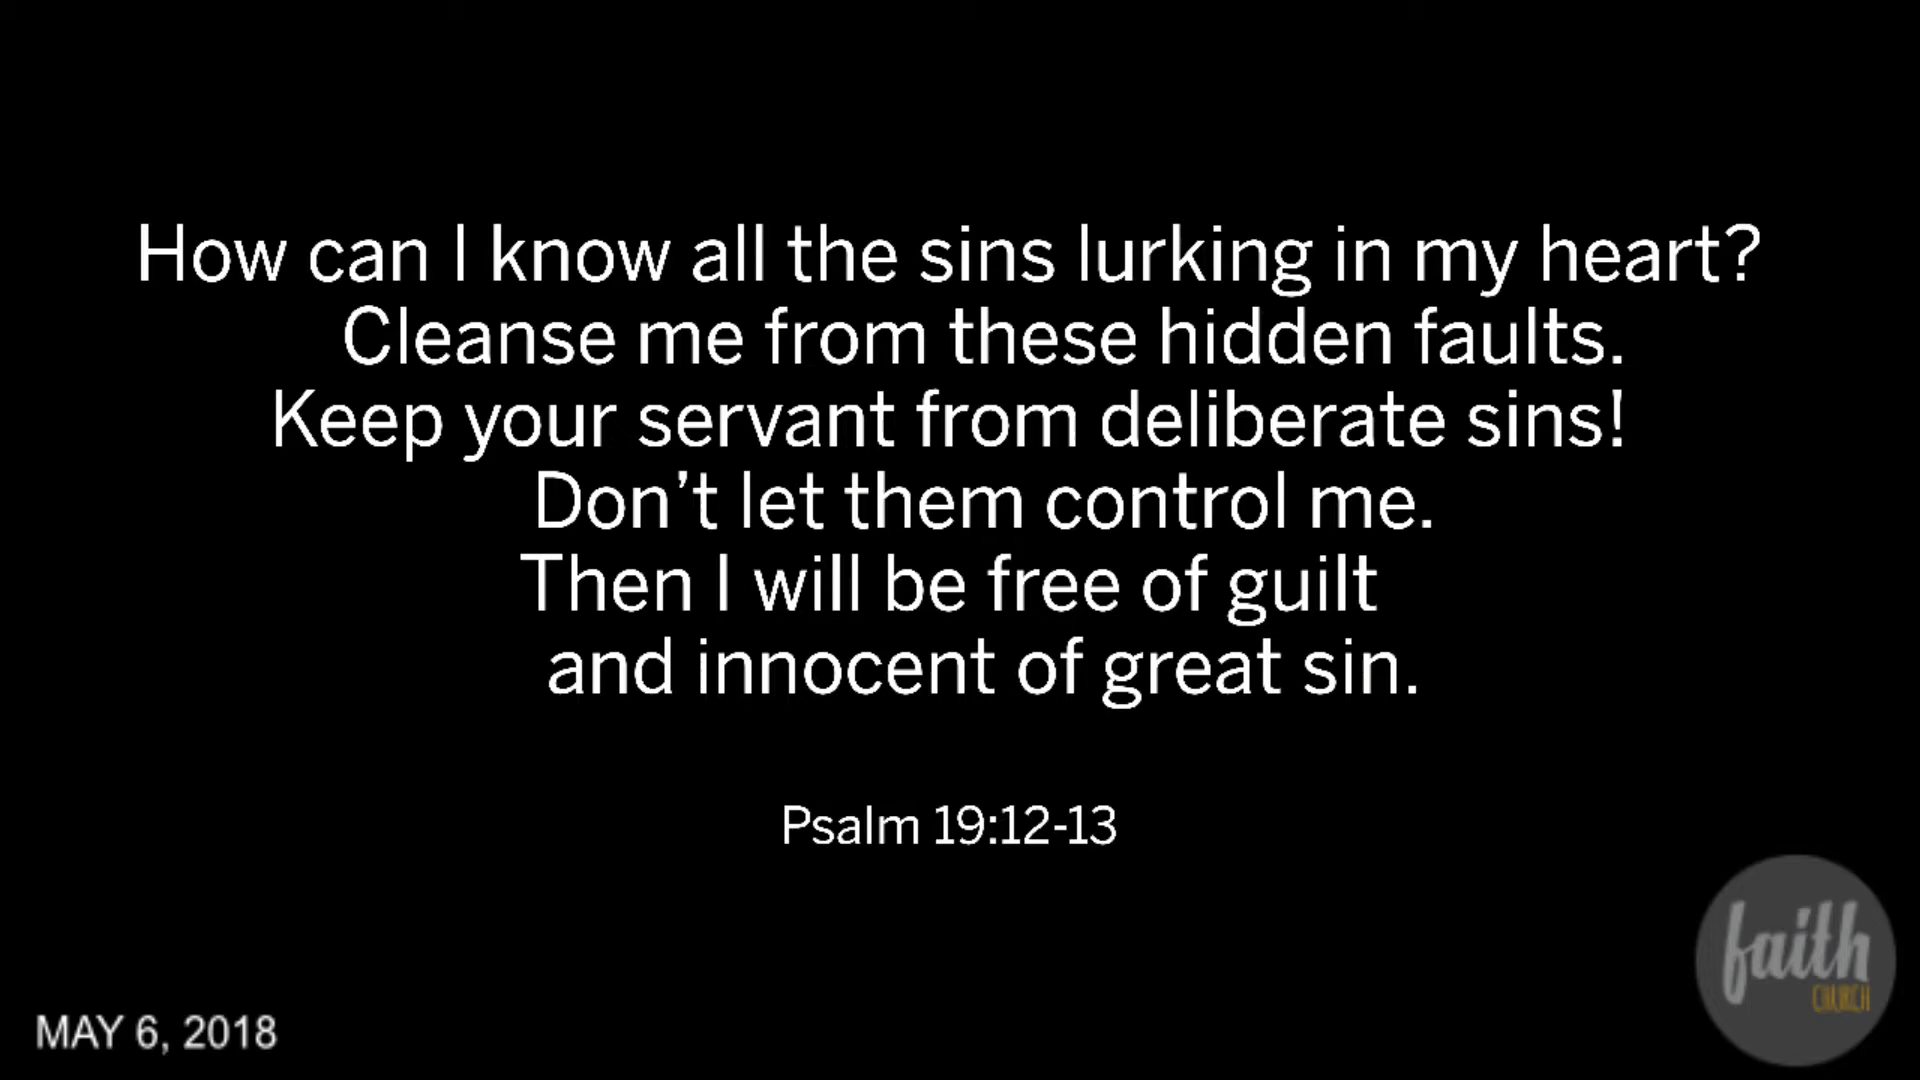 How can I know all the sins lurking in my heart?
Cleanse me from these hidden faults.
Keep your servant from deliberate sins!
Don’t let them control me.
Then I will be free of guilt
and innocent of great sin.
Psalm 19:12-13
faith
CHURCH
MAY 6, 2018